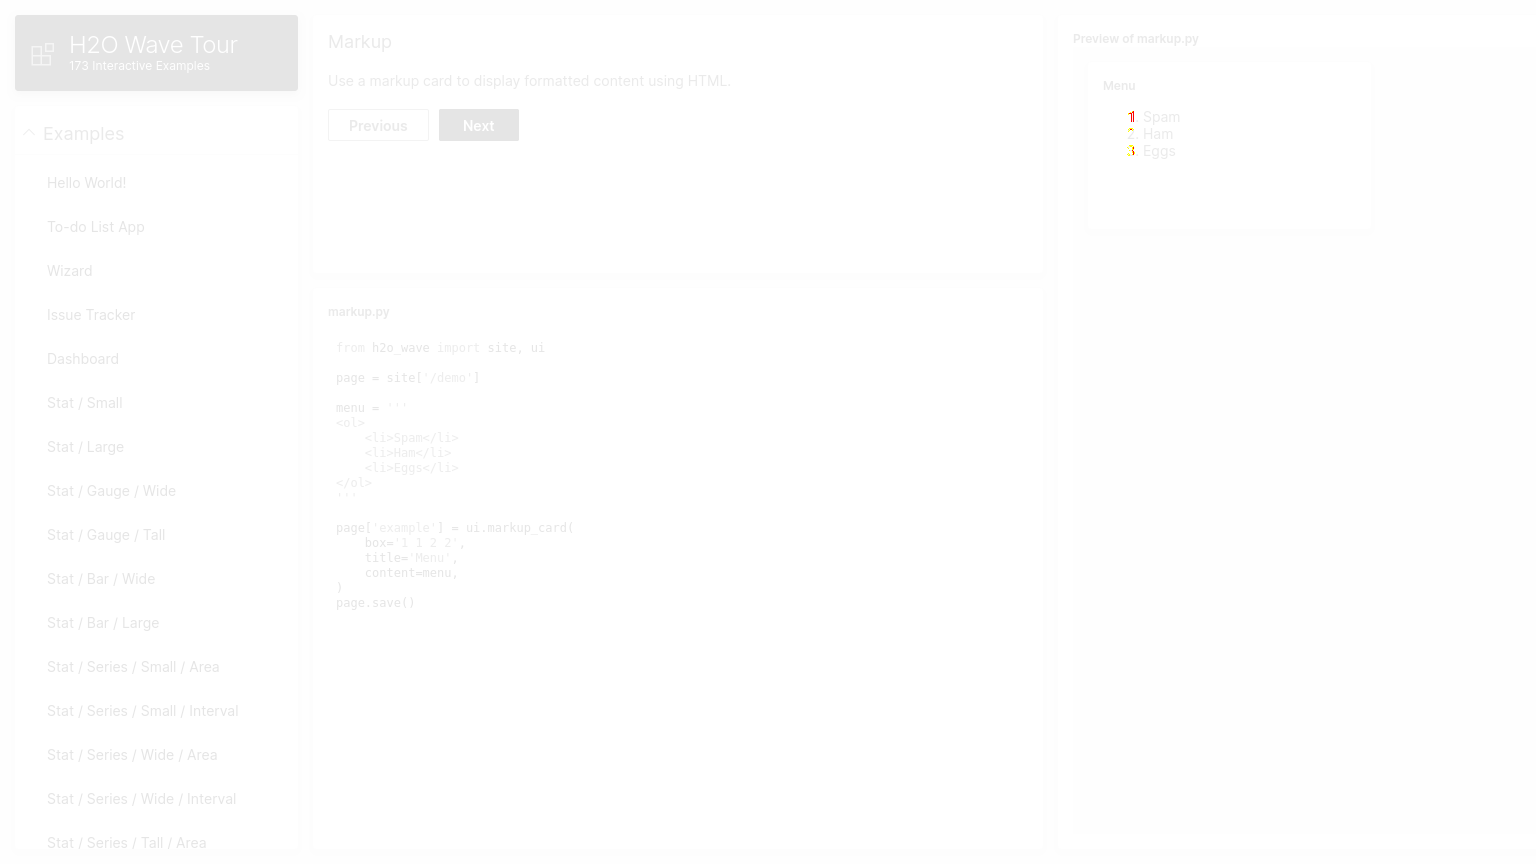 H2O Wave Tour
173 Interactive Examples
Examples
Hello World!
To-do List App
Wizard
Issue Tracker
Dashboard
Stat / Small
Stat / Large
Stat / Gauge / Wide
Stat / Gauge / Tall
Stat / Bar / Wide
Stat / Bar / Large
Stat / Series / Small / Area
Stat / Series / Small / Interval
Stat / Series / Wide / Area
Stat / Series / Wide / Interval
Stat / Series / Tall / Area
Markup
Use a markup card to display formatted content using HTML.
Previous Next
markup.py
from h2o_wave import site, ui
page = site['/demo']
menu = '''
<ol>
    <li>Spam</li>
    <li>Ham</li>
    <li>Eggs</li>
</ol>
'''
page['example'] = ui.markup_card(
    box='1 1 2 2',
    title='Menu',
    content=menu,
)
page.save()
Preview of markup.py
Menu
1. Spam
2. Ham
3. Eggs